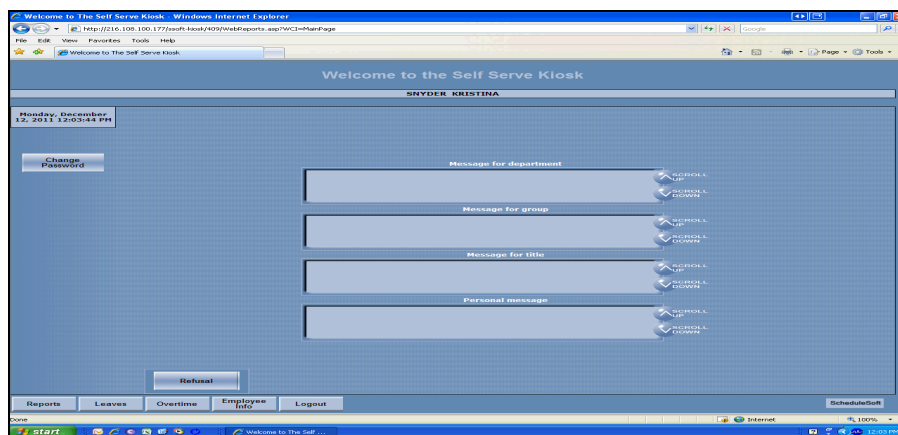 Welcome to The Self Serve Kiosk - Windows Internet Explorer
http://216.108.100.177/ssoft-kiosk/409/WebReports.asp?WCI=MainPage
Google
File Edit View Favorites Tools Help
Welcome to The Self Serve Kiosk
Page Tools
Welcome to the Self Serve Kiosk
SNYDER KRISTINA
Monday, December
12, 2011 12:03:44 PM
Change
Password
Message for department
SCROLL
UP
SCROLL
DOWN
Message for group
SCROLL
UP
SCROLL
DOWN
Message for title
SCROLL
UP
SCROLL
DOWN
Personal message
SCROLL
UP
SCROLL
DOWN
Refusal
Reports
Leaves
Overtime
Employee
Info
Logout
ScheduleSoft
Done
Internet
100%
start
Welcome to The Self ...
12:03 PM